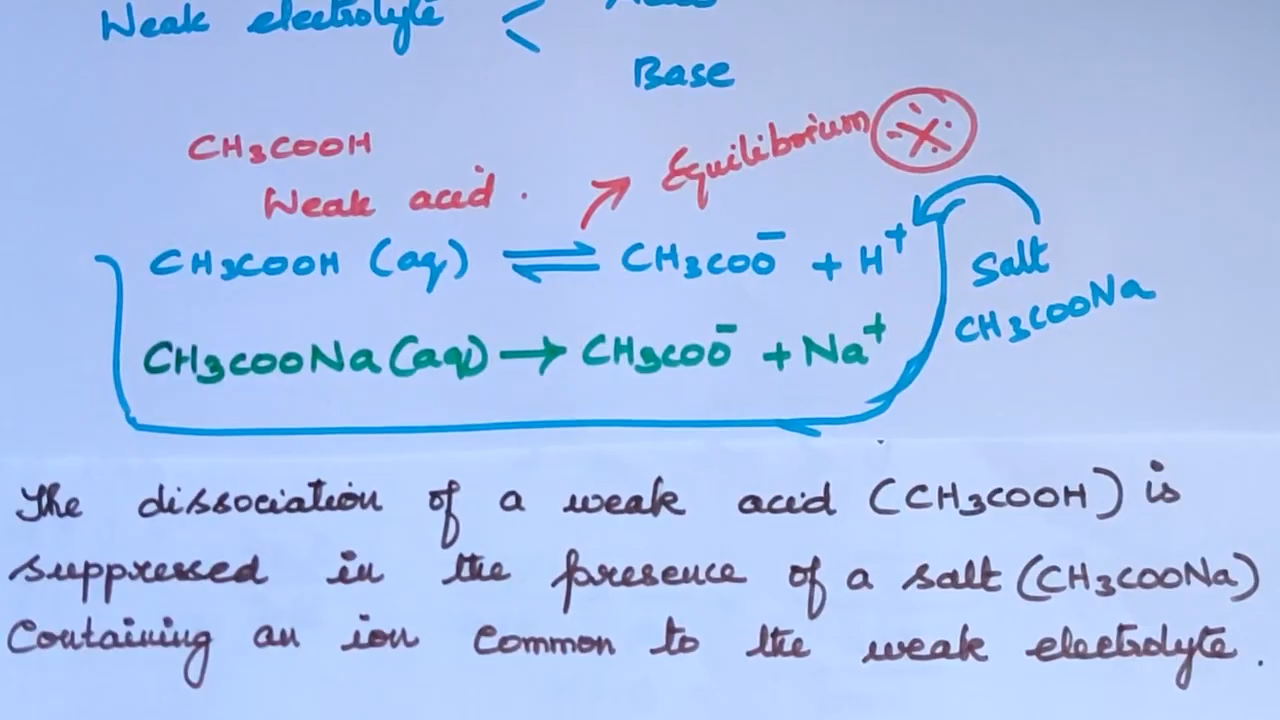 Weak electrolyte <
Base
CH3COOH
Weak acid .
Equilibrium
CH3COOH (aq) ⇌ CH3COO⁻ + H⁺
Salt
CH3COONa
CH3COONa (aq) → CH3COO⁻ + Na⁺
The dissociation of a weak acid (CH3COOH) is
suppressed in the presence of a salt (CH3COONa)
Containing an ion common to the weak electrolyte.